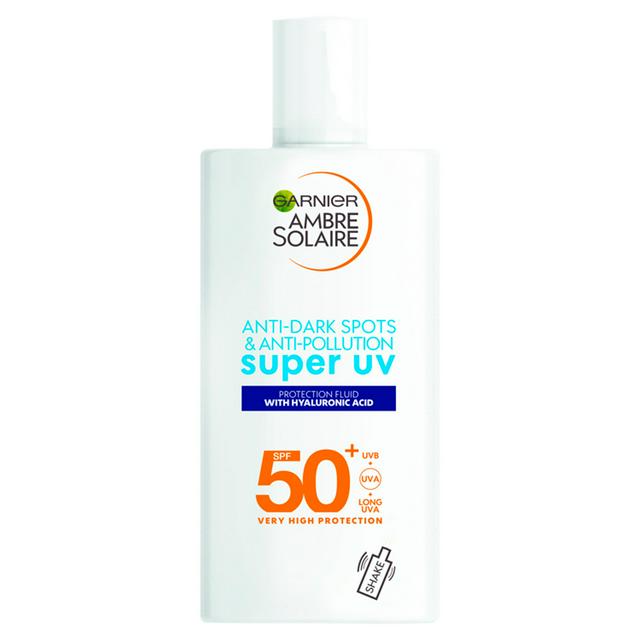 GARNIER
AMBRE
SOLAIRE
ANTI-DARK SPOTS
& ANTI-POLLUTION
super uv
PROTECTION FLUID
WITH HYALURONIC ACID
SPF
50+
UVB
+
UVA
+
LONG
UVA
VERY HIGH PROTECTION
SHAKE